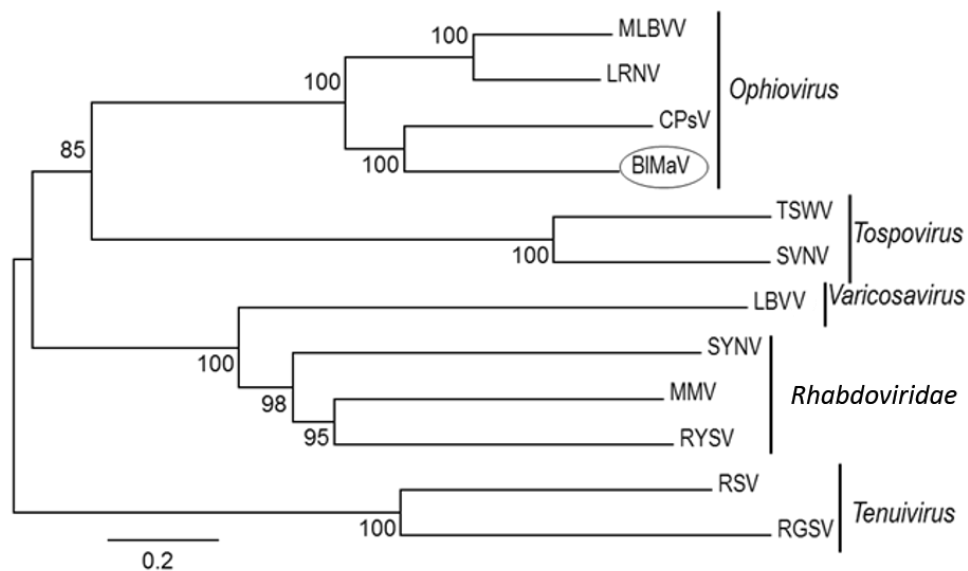 MLBVV
100
LRNV
100
Ophiovirus
CPsV
85
100
BlMaV
TSWV
Tospovirus
100
SVNV
LBVV
Varicosavirus
SYNV
100
MMV
Rhabdoviridae
98
95
RYSV
RSV
Tenuivirus
100
RGSV
0.2